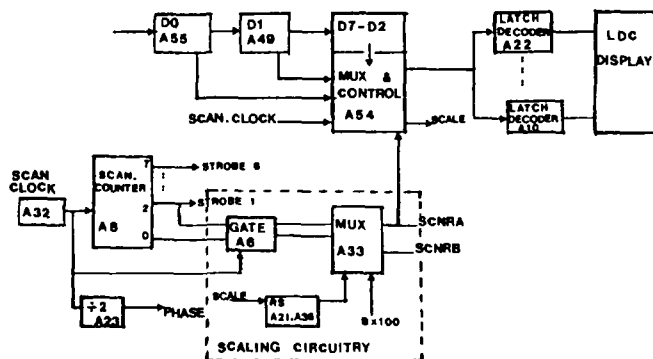 D0
A55
D1
A49
D7-D2
MUX &
CONTROL
A54
LATCH
DECODER
A22
LDC
DISPLAY
LATCH
DECODER
A10
SCAN. CLOCK
SCALE
SCAN
CLOCK
A32
SCAN.
COUNTER
A8
7
2
0
STROBE 6
STROBE 1
GATE
A6
MUX
A33
SCNRA
SCNRB
÷2
A23
PHASE
SCALE
RS
A21,A36
B×100
SCALING CIRCUITRY